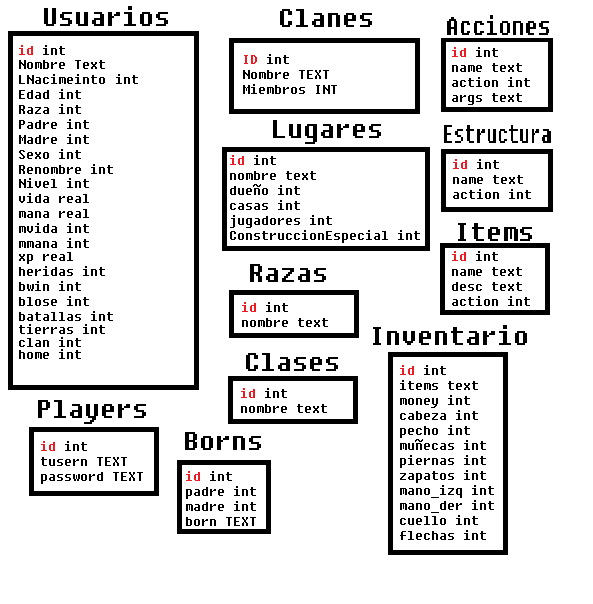 Usuarios
id int
Nombre Text
LNacimeinto int
Edad int
Raza int
Padre int
Madre int
Sexo int
Renombre int
Nivel int
vida real
mana real
mvida int
mmana int
xp real
heridas int
bwin int
blose int
batallas int
tierras int
clan int
home int
Players
id int
tusern TEXT
password TEXT
Clanes
ID int
Nombre TEXT
Miembros INT
Lugares
id int
nombre text
dueño int
casas int
jugadores int
ConstruccionEspecial int
Razas
id int
nombre text
Clases
id int
nombre text
Borns
id int
padre int
madre int
born TEXT
Acciones
id int
name text
action int
args text
Estructura
id int
name text
action int
Items
id int
name text
desc text
action int
Inventario
id int
items text
money int
cabeza int
pecho int
muñecas int
piernas int
zapatos int
mano_izq int
mano_der int
cuello int
flechas int